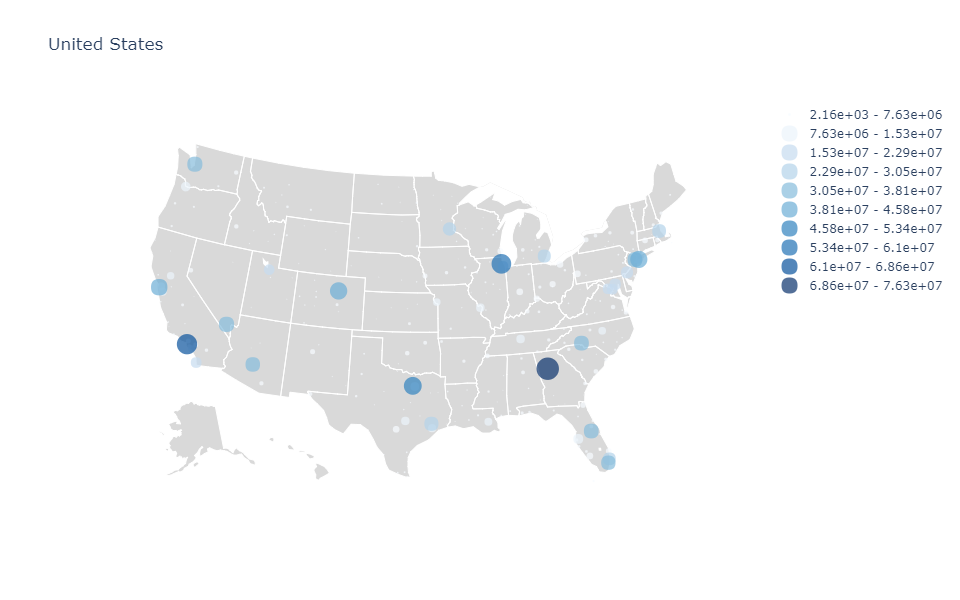 United States
2.16e+03 - 7.63e+06
7.63e+06 - 1.53e+07
1.53e+07 - 2.29e+07
2.29e+07 - 3.05e+07
3.05e+07 - 3.81e+07
3.81e+07 - 4.58e+07
4.58e+07 - 5.34e+07
5.34e+07 - 6.1e+07
6.1e+07 - 6.86e+07
6.86e+07 - 7.63e+07